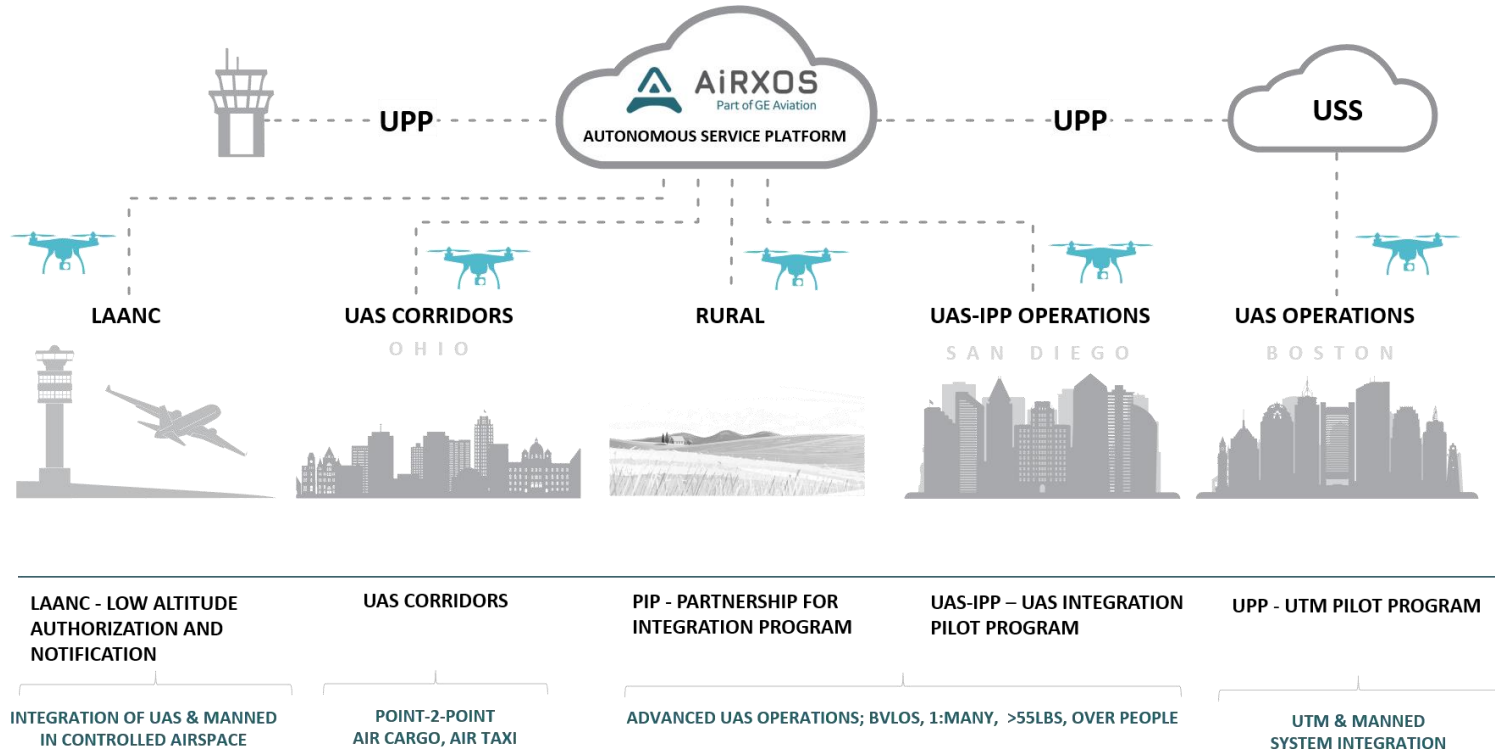 AiRXOS
Part of GE Aviation
AUTONOMOUS SERVICE PLATFORM
UPP
UPP
USS
LAANC
UAS CORRIDORS
OHIO
RURAL
UAS-IPP OPERATIONS
SAN DIEGO
UAS OPERATIONS
BOSTON
LAANC - LOW ALTITUDE
AUTHORIZATION AND
NOTIFICATION
UAS CORRIDORS
PIP - PARTNERSHIP FOR
INTEGRATION PROGRAM
UAS-IPP – UAS INTEGRATION
PILOT PROGRAM
UPP - UTM PILOT PROGRAM
INTEGRATION OF UAS & MANNED
IN CONTROLLED AIRSPACE
POINT-2-POINT
AIR CARGO, AIR TAXI
ADVANCED UAS OPERATIONS; BVLOS, 1:MANY, >55LBS, OVER PEOPLE
UTM & MANNED
SYSTEM INTEGRATION